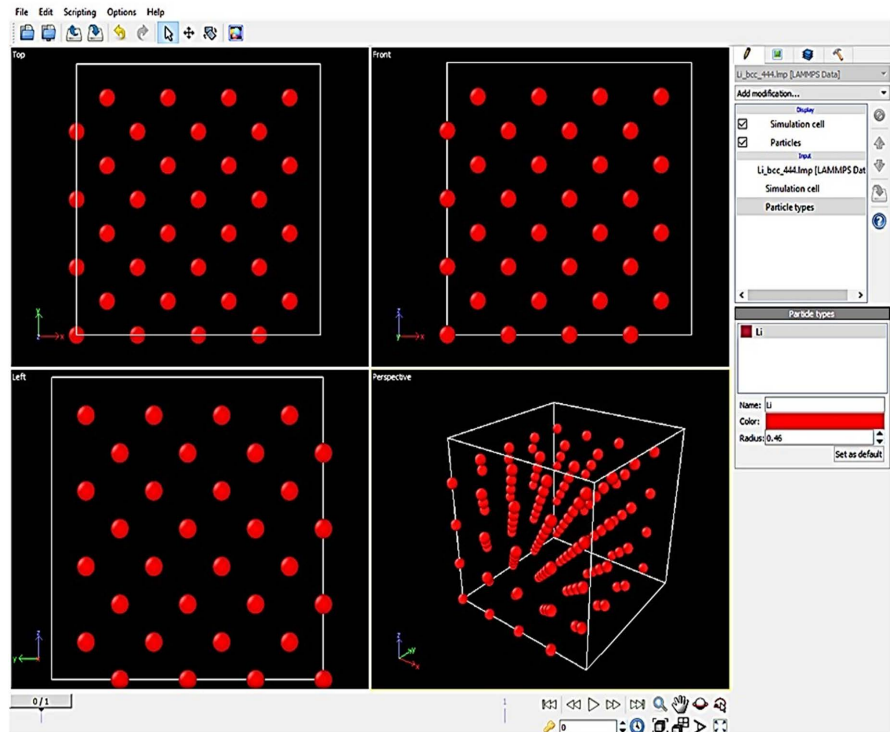 File Edit Scripting Options Help
Top
Front
y
x
z
z
x
y
Left
Perspective
z
y
z
y
x
Li_bcc_444.lmp [LAMMPS Data]
Add modification...
Display
Simulation cell
Particles
Input
Li_bcc_444.lmp [LAMMPS Dat
Simulation cell
Particle types
Particle types
Li
Name: Li
Color:
Radius: 0.46
Set as default
0/1
1
0